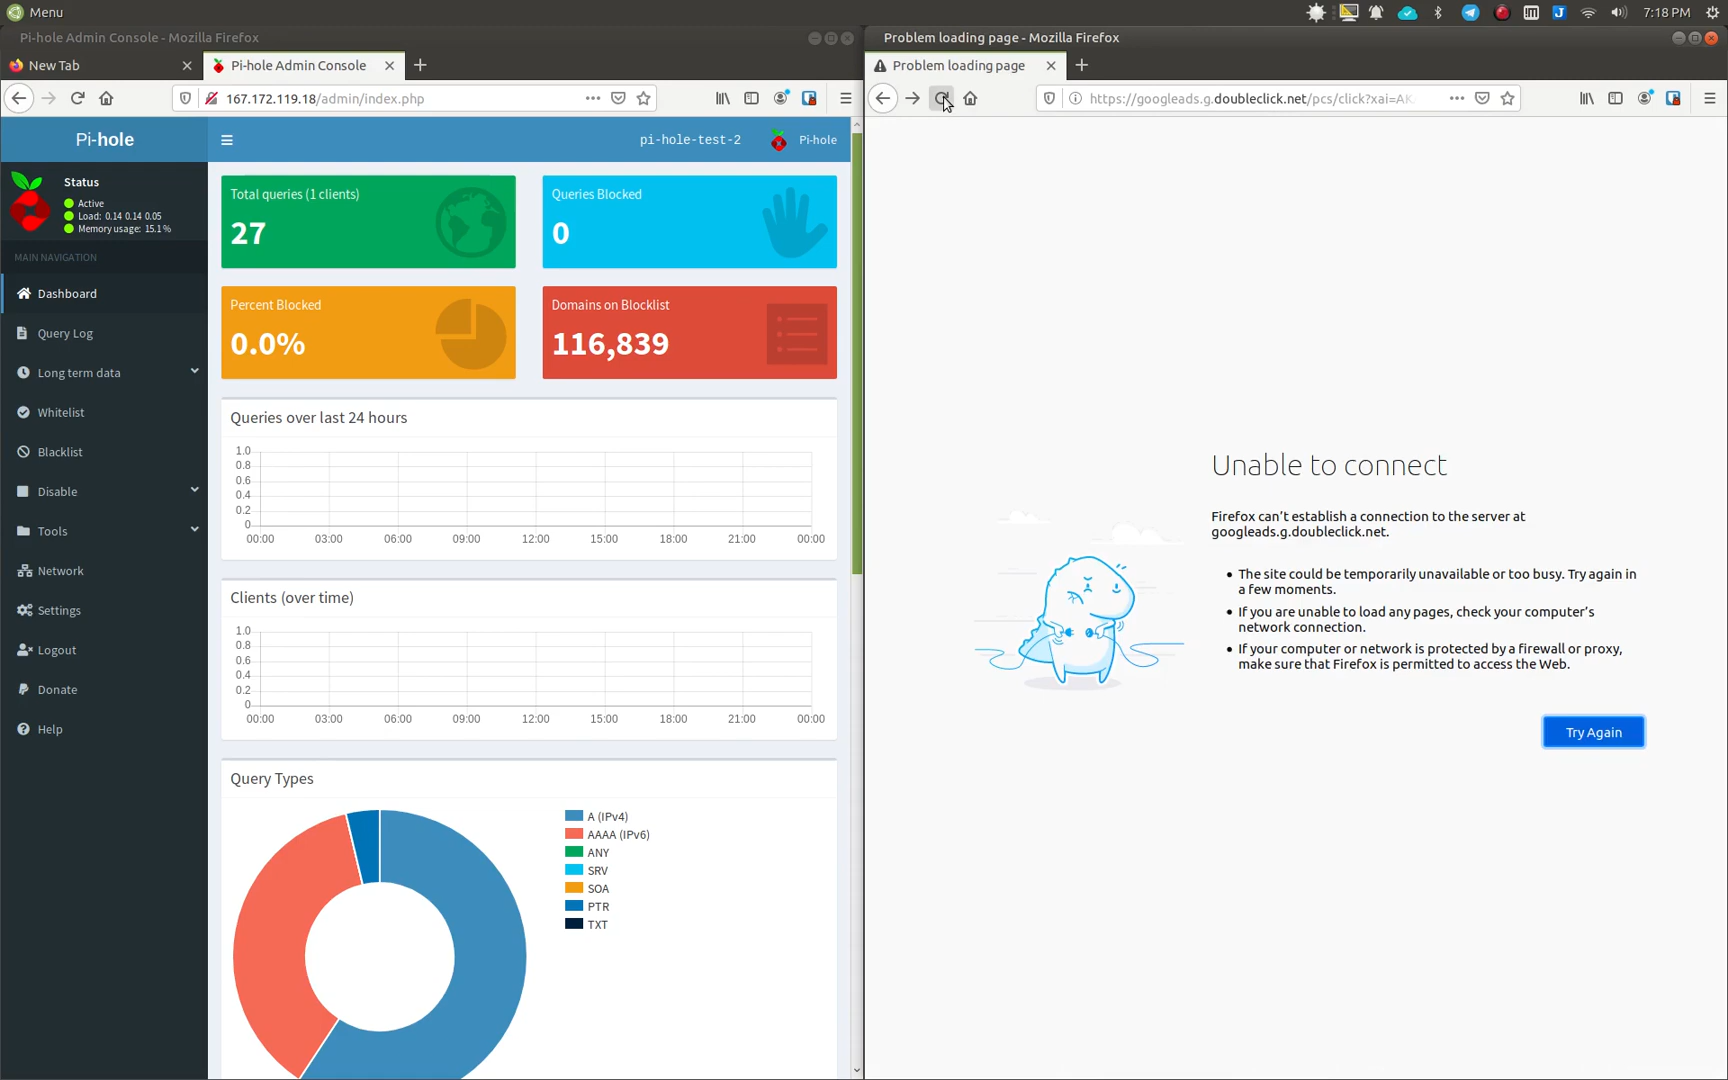 Menu
7:18 PM
Pi-hole Admin Console - Mozilla Firefox
New Tab
Pi-hole Admin Console
167.172.119.18/admin/index.php
Pi-hole
pi-hole-test-2
Pi-hole
Status
Active
Load: 0.14 0.14 0.05
Memory usage: 15.1 %
MAIN NAVIGATION
Dashboard
Query Log
Long term data
Whitelist
Blacklist
Disable
Tools
Network
Settings
Logout
Donate
Help
Total queries (1 clients)
27
Queries Blocked
0
Percent Blocked
0.0%
Domains on Blocklist
116,839
Queries over last 24 hours
1.0
0.8
0.6
0.4
0.2
0
00:00 03:00 06:00 09:00 12:00 15:00 18:00 21:00 00:00
Clients (over time)
1.0
0.8
0.6
0.4
0.2
0
00:00 03:00 06:00 09:00 12:00 15:00 18:00 21:00 00:00
Query Types
A (IPv4)
AAAA (IPv6)
ANY
SRV
SOA
PTR
TXT
Problem loading page - Mozilla Firefox
Problem loading page
https://googleads.g.doubleclick.net/pcs/click?xai=AK
Unable to connect
Firefox can’t establish a connection to the server at
googleads.g.doubleclick.net.
• The site could be temporarily unavailable or too busy. Try again in
a few moments.
• If you are unable to load any pages, check your computer’s
network connection.
• If your computer or network is protected by a firewall or proxy,
make sure that Firefox is permitted to access the Web.
Try Again